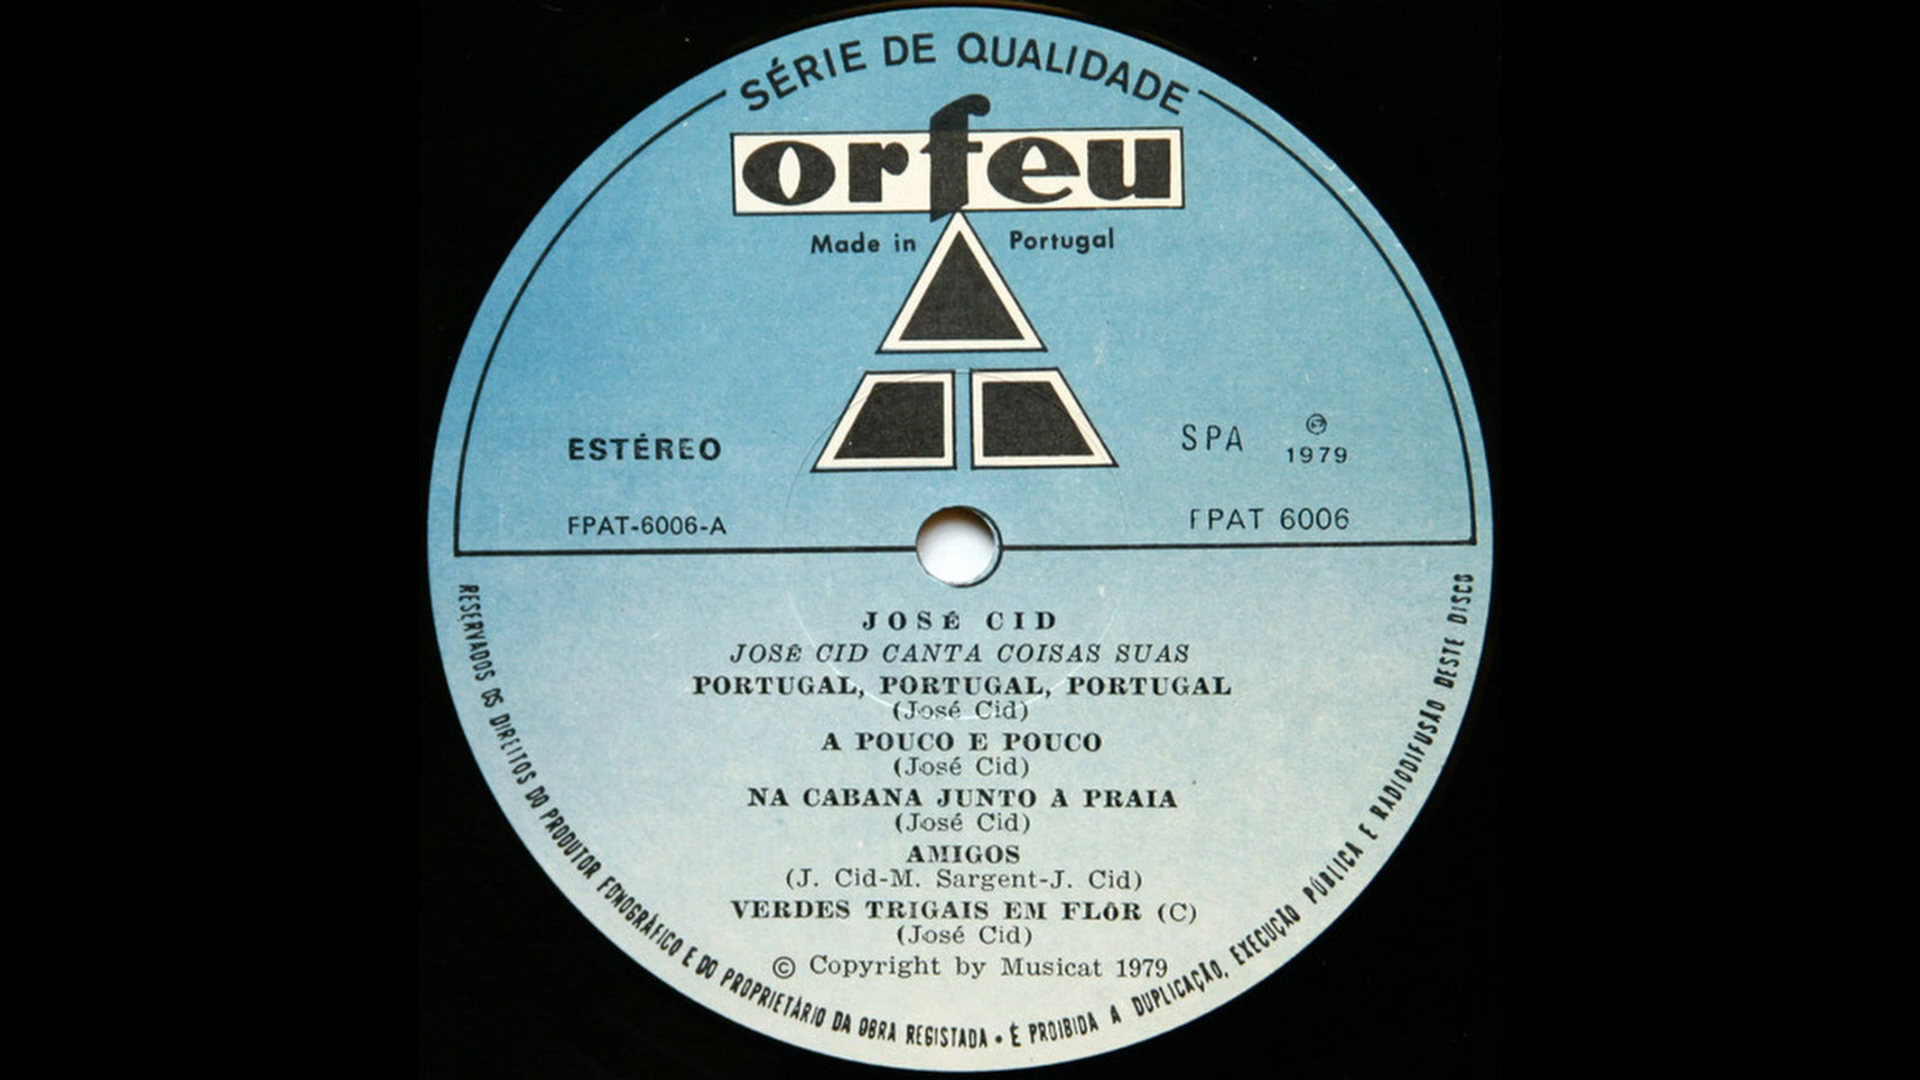 SÉRIE DE QUALIDADE
orfeu
Made in Portugal
ESTÉREO
SPA ℗ 1979
FPAT-6006-A
FPAT 6006
JOSÉ CID
JOSÉ CID CANTA COISAS SUAS
PORTUGAL, PORTUGAL, PORTUGAL
(José Cid)
A POUCO E POUCO
(José Cid)
NA CABANA JUNTO À PRAIA
(José Cid)
AMIGOS
(J. Cid-M. Sargent-J. Cid)
VERDES TRIGAIS EM FLÔR (C)
(José Cid)
© Copyright by Musicat 1979
RESERVADOS OS DIREITOS DO PRODUTOR FONOGRÁFICO E DO PROPRIETÁRIO DA OBRA REGISTADA • É PROIBIDA A DUPLICAÇÃO, EXECUÇÃO PÚBLICA E RADIODIFUSÃO DESTE DISCO